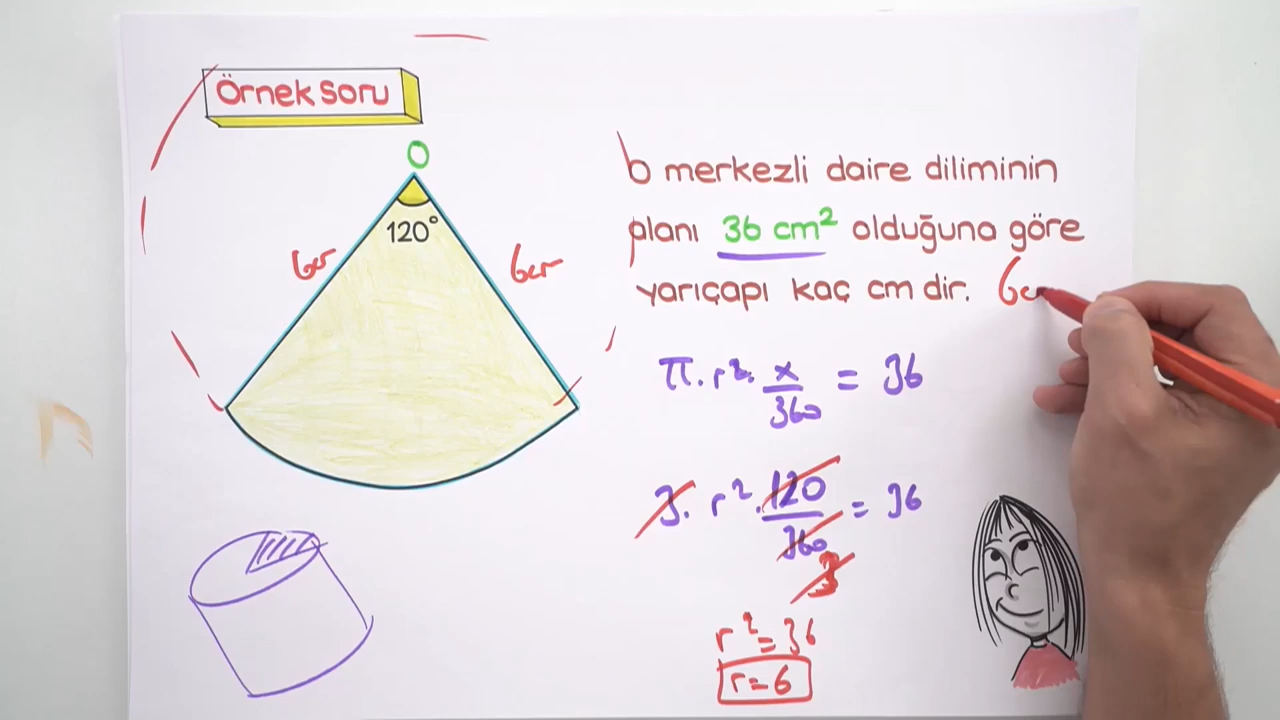 Örnek Soru
O
120°
6cm
6cm
O merkezli daire diliminin
alanı 36 cm² olduğuna göre
yarıçapı kaç cm dir. 6c
π. r². x/360 = 36
3. r². 120/360 = 36
3
r² = 36
r = 6